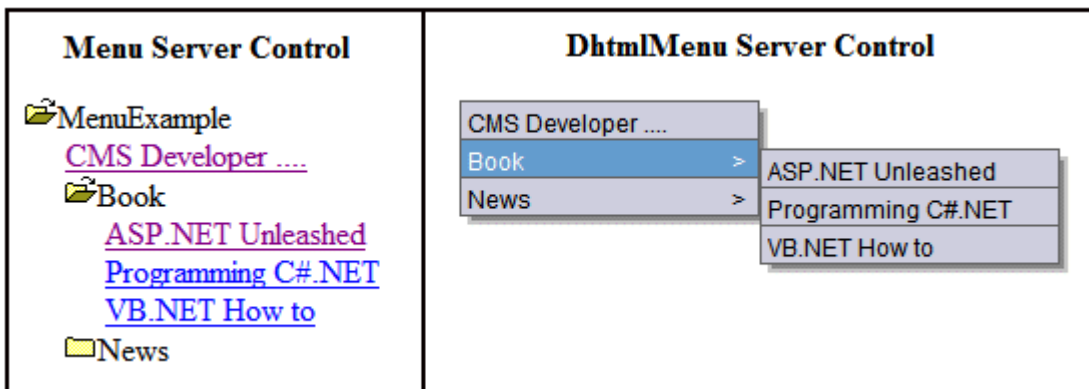 Menu Server Control
MenuExample
CMS Developer ....
Book
ASP.NET Unleashed
Programming C#.NET
VB.NET How to
News
DhtmlMenu Server Control
CMS Developer ....
Book >
News >
ASP.NET Unleashed
Programming C#.NET
VB.NET How to